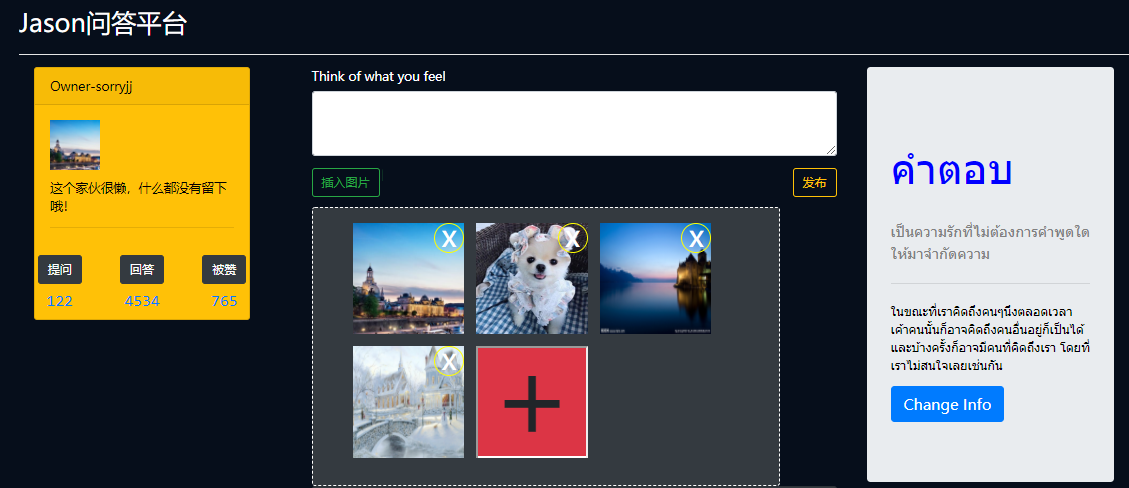 Jason问答平台
Owner-sorryjj
这个家伙很懒，什么都没有留下
哦!
提问 回答 被赞
122 4534 765
Think of what you feel
插入图片 发布
X X X
X
คำตอบ
เป็นความรักที่ไม่ต้องการคำพูดใด
ให้มาจำกัดความ
ในขณะที่เราคิดถึงคนๆนึงตลอดเวลา
เค้าคนนั้นก็อาจคิดถึงคนอื่นอยู่ก็เป็นได้
และบ้างครั้งก็อาจมีคนที่คิดถึงเรา โดยที่
เราไม่สนใจเลยเช่นกัน
Change Info